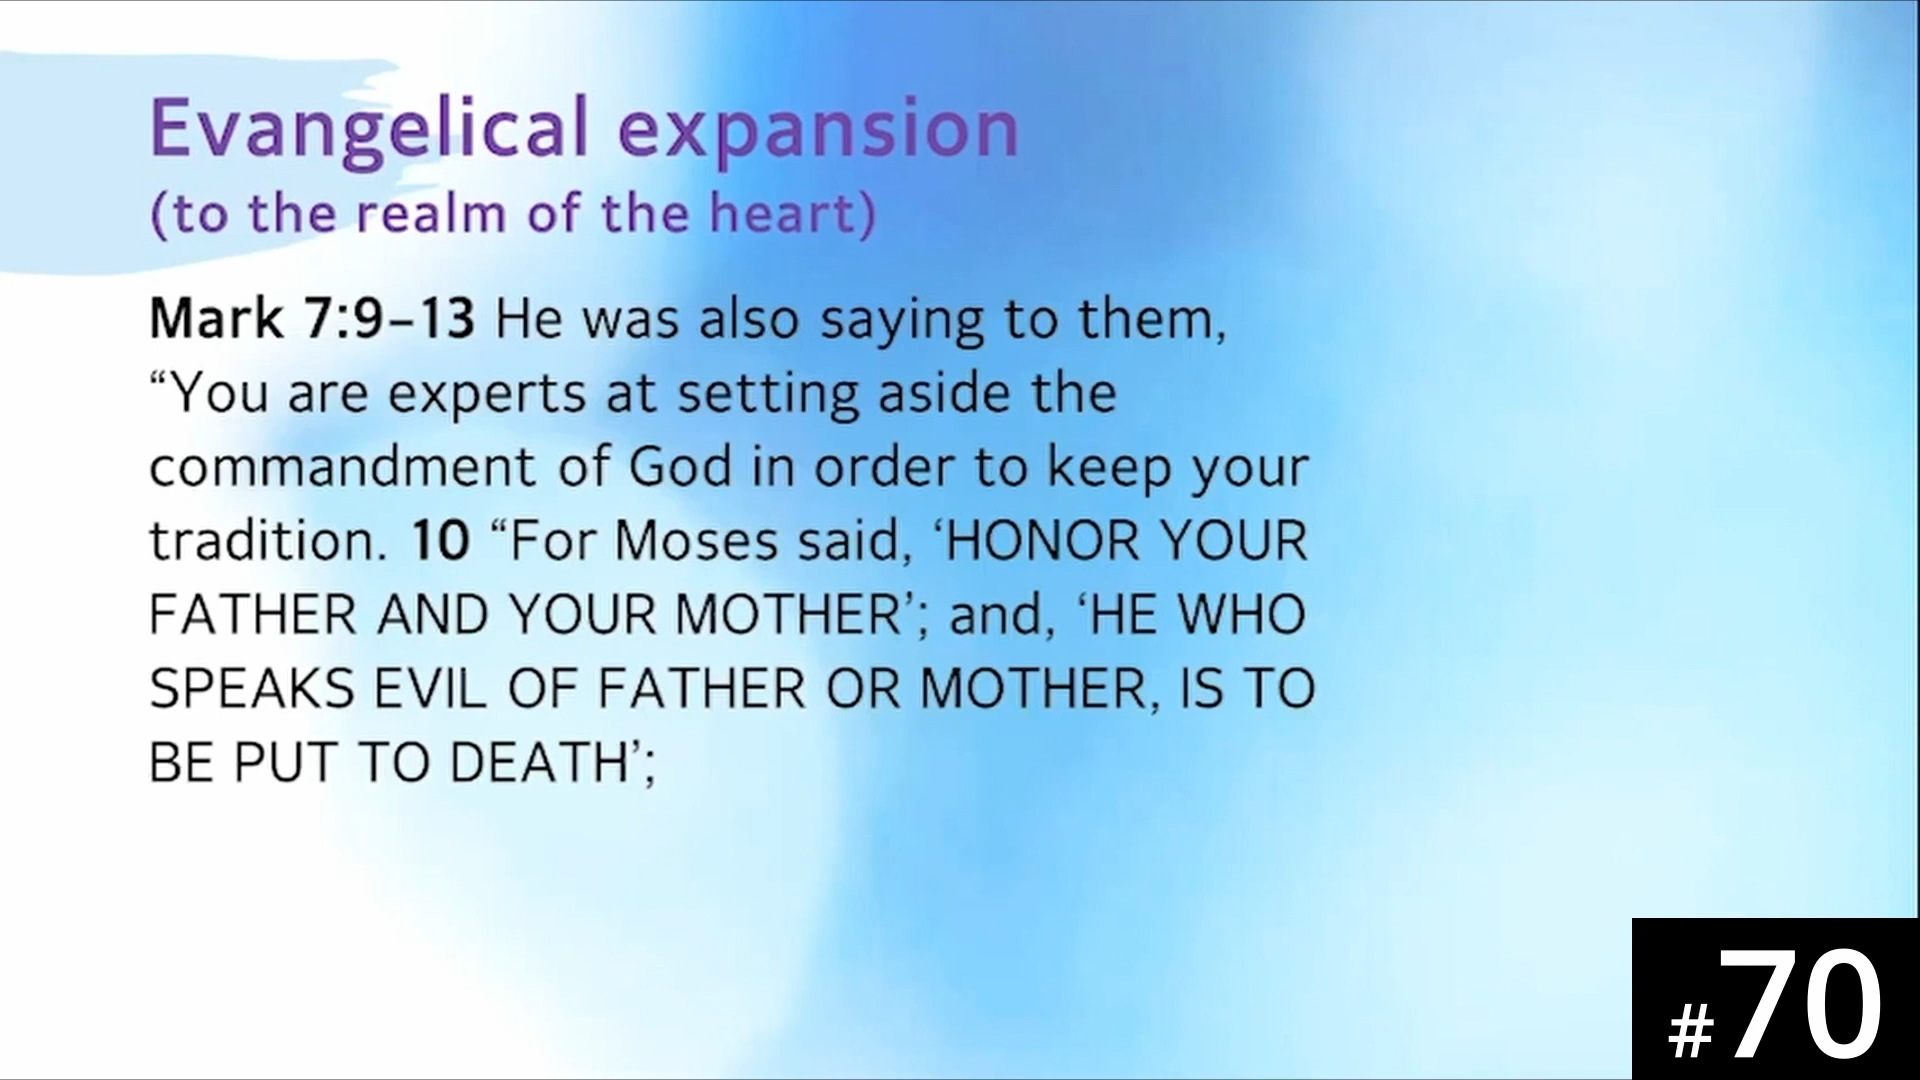 Evangelical expansion
(to the realm of the heart)
Mark 7:9–13 He was also saying to them,
“You are experts at setting aside the
commandment of God in order to keep your
tradition. 10 “For Moses said, ‘HONOR YOUR
FATHER AND YOUR MOTHER’; and, ‘HE WHO
SPEAKS EVIL OF FATHER OR MOTHER, IS TO
BE PUT TO DEATH’;
#70